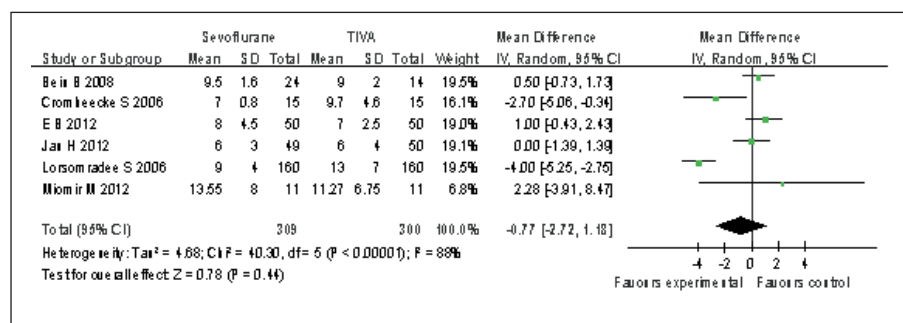 Sevoflurane TIVA Mean Difference Mean Difference
Study or Subgroup Mean SD Total Mean SD Total Weight IV, Random, 95% CI IV, Random, 95% CI
Bein B 2008 9.5 1.6 24 9 2 14 19.5% 0.50 [-0.73, 1.73]
Cromheecke S 2006 7 0.8 15 9.7 4.6 15 16.1% -2.70 [-5.06, -0.34]
E B 2012 8 4.5 50 7 2.5 50 19.0% 1.00 [-0.43, 2.43]
Jan H 2012 6 3 49 6 4 50 19.2% 0.00 [-1.39, 1.39]
Lorsomradee S 2006 9 4 160 13 7 160 19.5% -4.00 [-5.25, -2.75]
Miomir M 2012 13.55 8 11 11.27 6.75 11 6.8% 2.28 [-3.91, 8.47]
Total (95% CI) 309 300 100.0% -0.77 [-2.72, 1.18]
Heterogeneity: Tau² = 4.68; Chi² = 40.30, df= 5 (P < 0.00001); I² = 88%
Test for overall effect: Z = 0.78 (P = 0.44)
-4 -2 0 2 4
Favours experimental Favours control